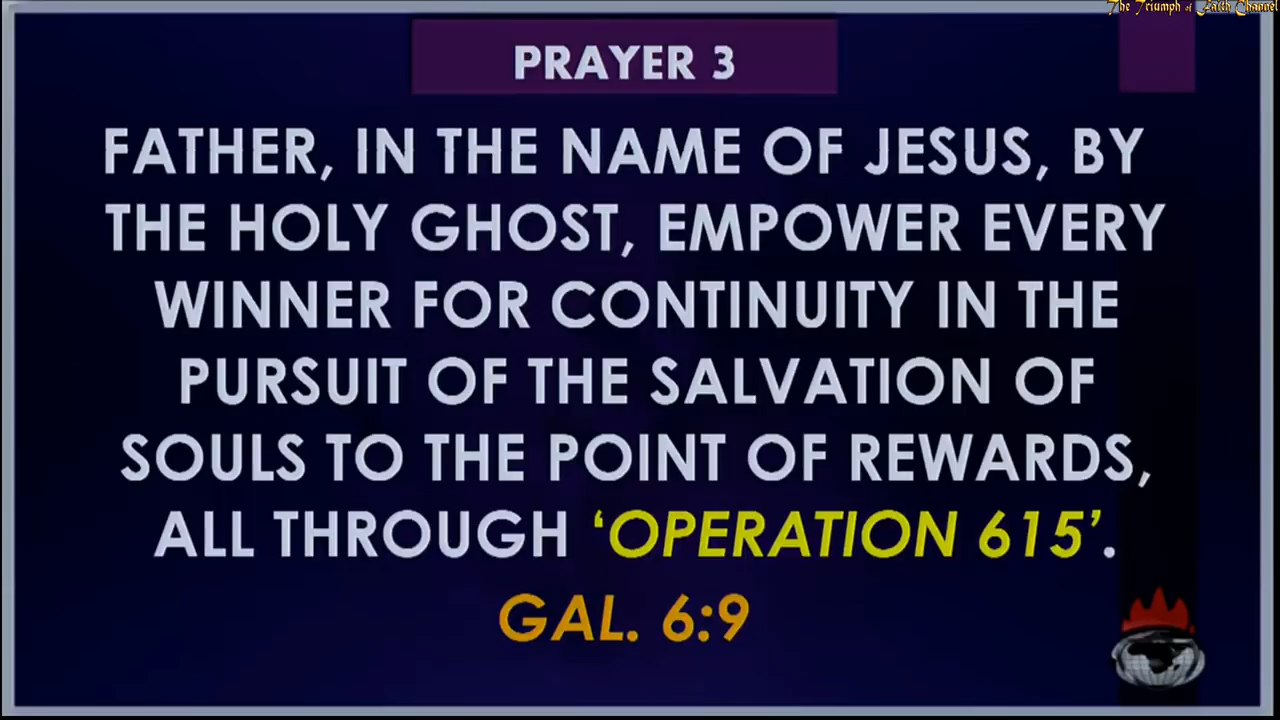 The Triumph of Faith Channel
PRAYER 3
FATHER, IN THE NAME OF JESUS, BY
THE HOLY GHOST, EMPOWER EVERY
WINNER FOR CONTINUITY IN THE
PURSUIT OF THE SALVATION OF
SOULS TO THE POINT OF REWARDS,
ALL THROUGH ‘OPERATION 615’.
GAL. 6:9